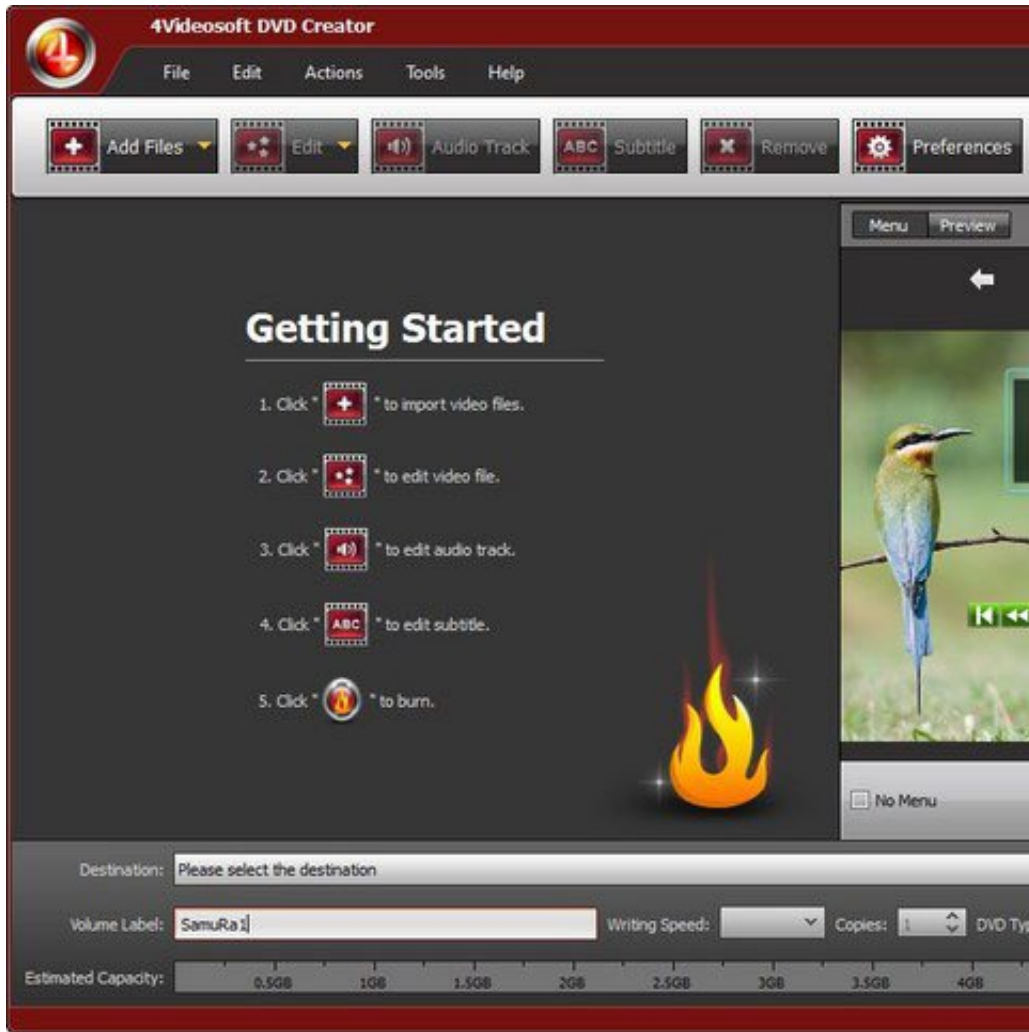 4Videosoft DVD Creator
File Edit Actions Tools Help
Add Files Edit Audio Track ABC Subtitle Remove Preferences
Menu Preview
Getting Started
1. Click " " to import video files.
2. Click " " to edit video file.
3. Click " " to edit audio track.
4. Click " ABC " to edit subtitle.
5. Click " " to burn.
No Menu
Destination: Please select the destination
Volume Label: SamuRa1 Writing Speed: Copies: 1 DVD Typ
Estimated Capacity: 0.5GB 1GB 1.5GB 2GB 2.5GB 3GB 3.5GB 4GB